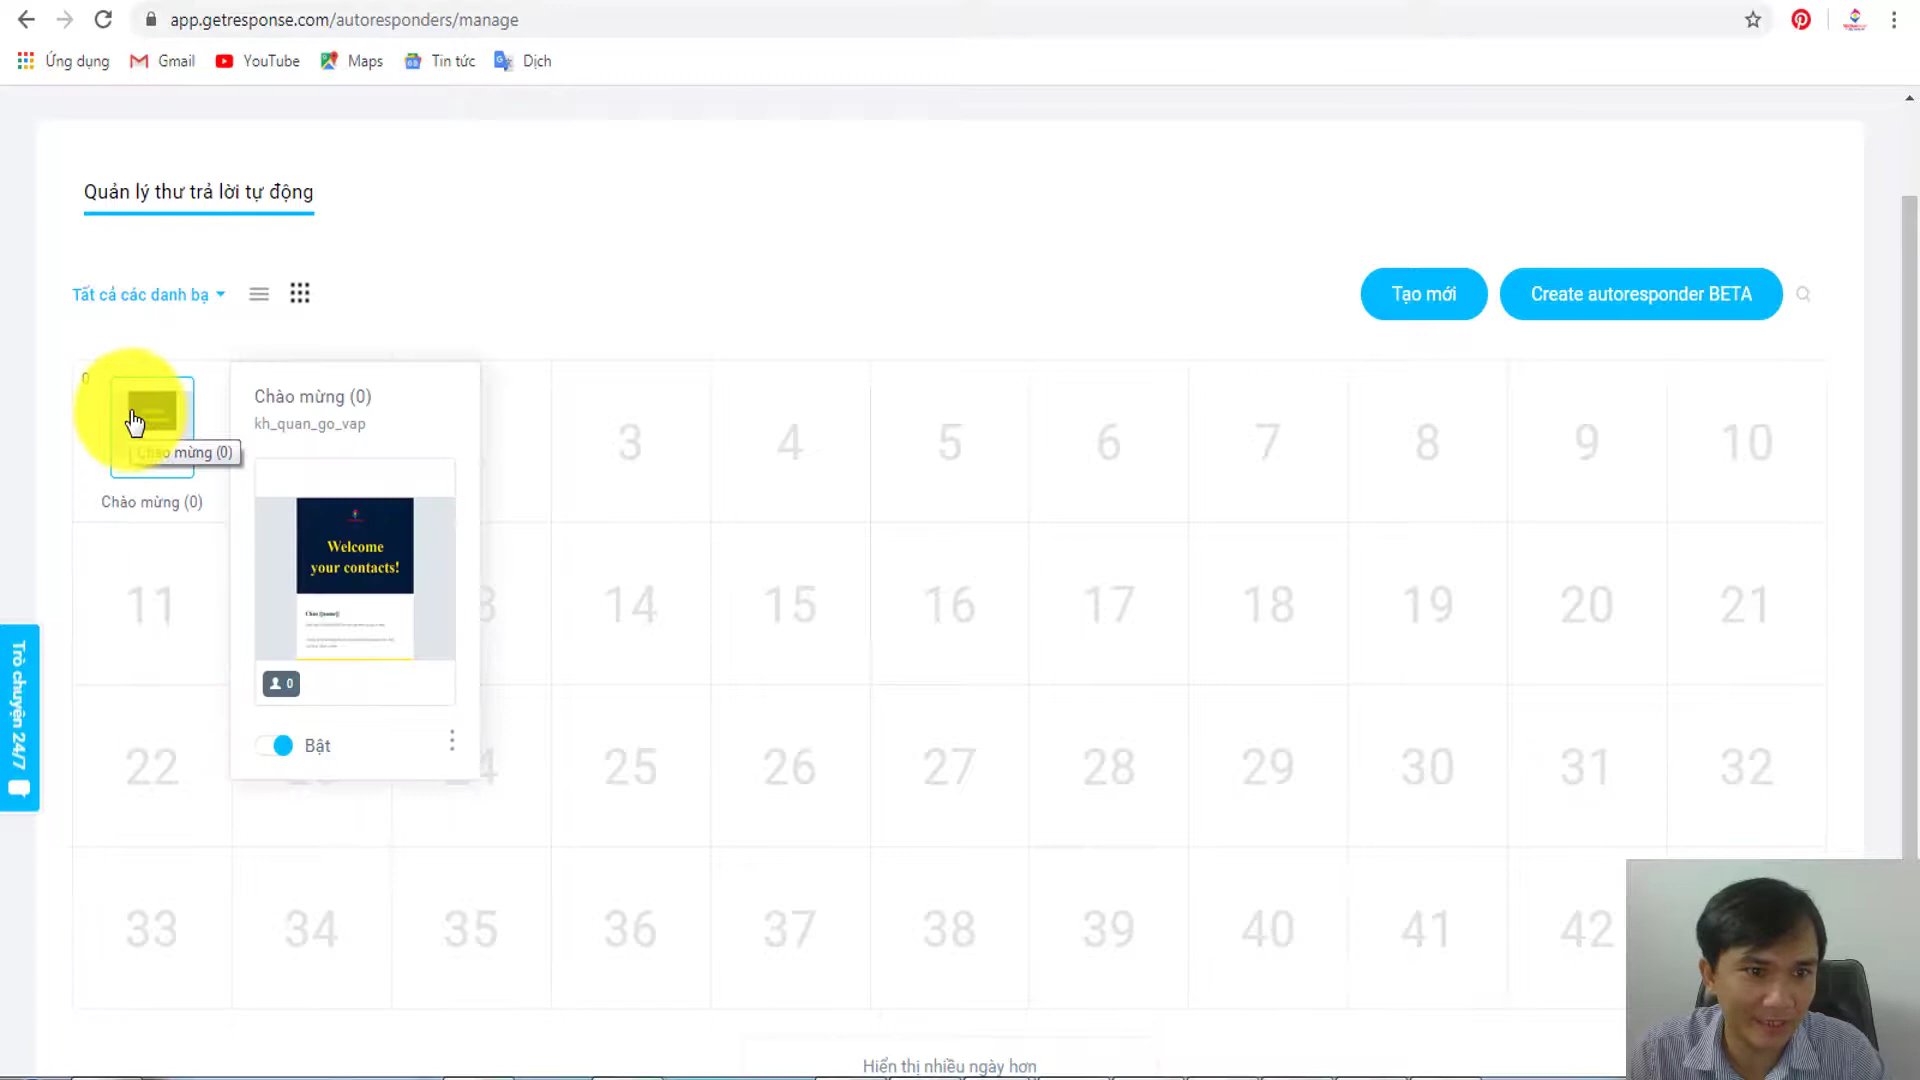 app.getresponse.com/autoresponders/manage
Ứng dụng Gmail YouTube Maps Tin tức Dịch
Quản lý thư trả lời tự động
Tất cả các danh bạ
Tạo mới Create autoresponder BETA
0
Chào mừng (0)
Chào mừng (0)
Chào mừng (0)
kh_quan_go_vap
Welcome
your contacts!
Chào [[name]]
0
Bật
3 4 5 6 7 8 9 10
11 14 15 16 17 18 19 20 21
22 25 26 27 28 29 30 31 32
33 34 35 36 37 38 39 40 41 42
Hiển thị nhiều ngày hơn
Trò chuyện 24/7